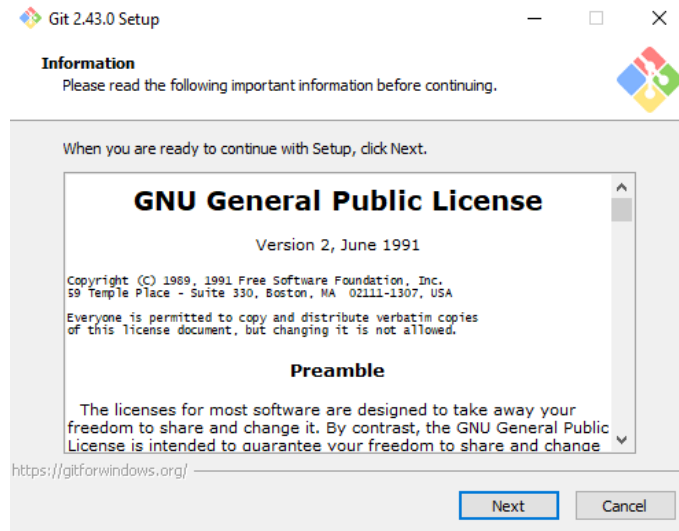 Git 2.43.0 Setup
Information
Please read the following important information before continuing.
When you are ready to continue with Setup, click Next.
GNU General Public License
Version 2, June 1991
Copyright (C) 1989, 1991 Free Software Foundation, Inc.
59 Temple Place - Suite 330, Boston, MA  02111-1307, USA
Everyone is permitted to copy and distribute verbatim copies
of this license document, but changing it is not allowed.
Preamble
The licenses for most software are designed to take away your
freedom to share and change it. By contrast, the GNU General Public
License is intended to guarantee your freedom to share and change
https://gitforwindows.org/
Next
Cancel